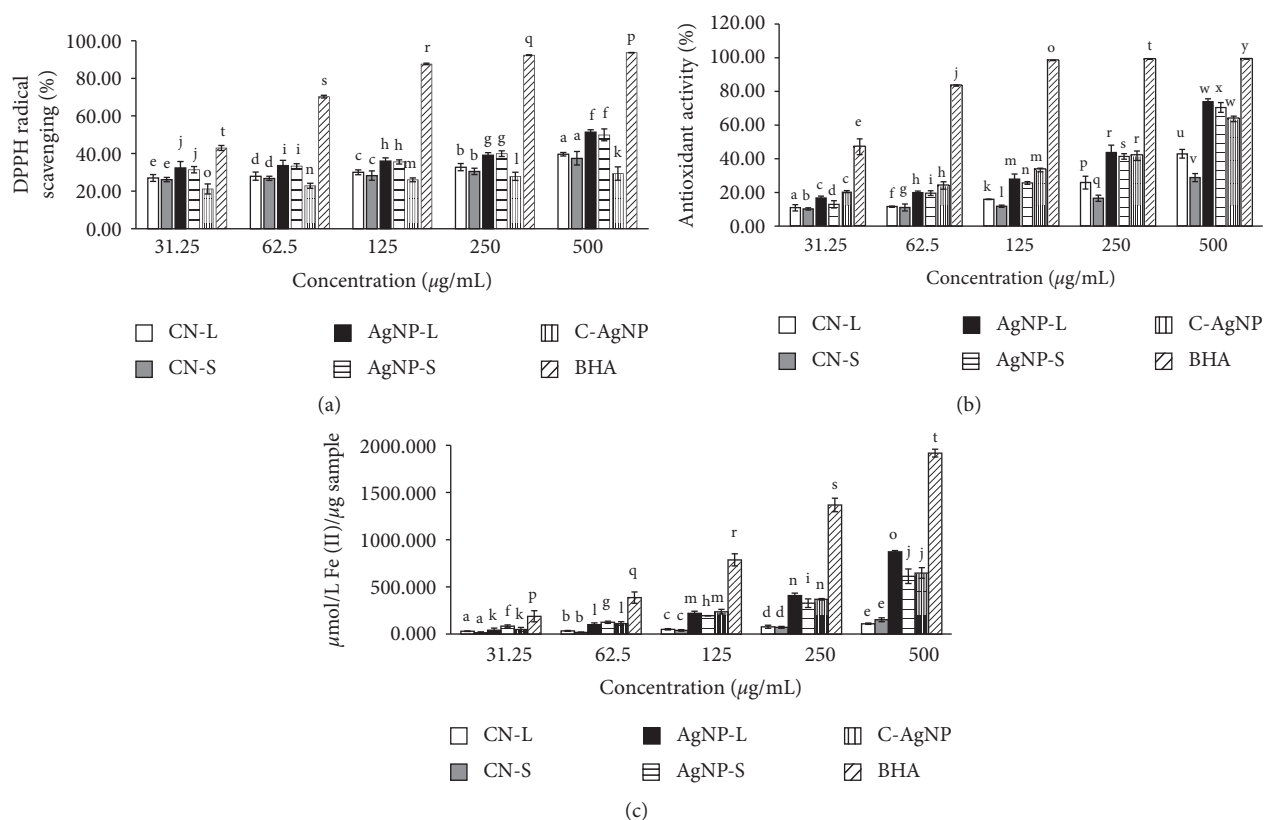 DPPH radical
scavenging (%)
100.00
80.00
60.00
40.00
20.00
0.00
e e j j o t
d d i i n s
c c h h m r
b b g g l q
a a f f k p
31.25 62.5 125 250 500
Concentration (µg/mL)
CN-L AgNP-L C-AgNP
CN-S AgNP-S BHA
(a)
Antioxidant activity (%)
120.00
100.00
80.00
60.00
40.00
20.00
0.00
a b c d c e
f g h i h j
k l m n m o
p q r s r t
u v w x w y
31.25 62.5 125 250 500
Concentration (µg/mL)
CN-L AgNP-L C-AgNP
CN-S AgNP-S BHA
(b)
µmol/L Fe (II)/µg sample
2000.000
1500.000
1000.000
500.000
0.000
a a k f k p
b b l g l q
c c m h m r
d d n i n s
e e o j j t
31.25 62.5 125 250 500
Concentration (µg/mL)
CN-L AgNP-L C-AgNP
CN-S AgNP-S BHA
(c)